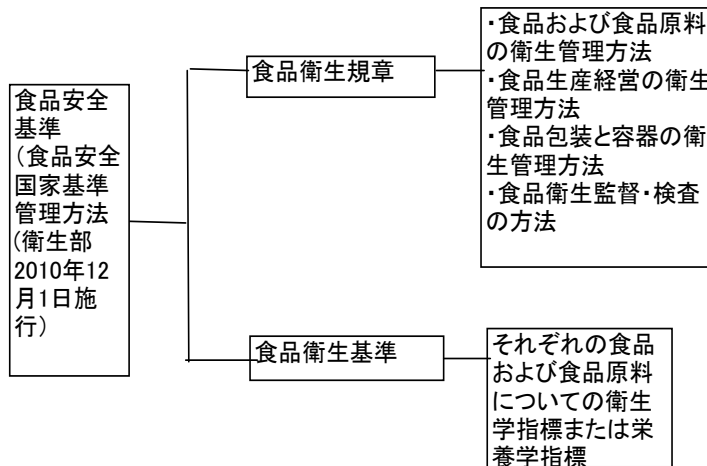 食品安全
基準
（食品安全
国家基準
管理方法
(衛生部
2010年12
月1日施
行）
食品衛生規章
・食品および食品原料
の衛生管理方法
・食品生産経営の衛生
管理方法
・食品包装と容器の衛
生管理方法
・食品衛生監督・検査
の方法
食品衛生基準
それぞれの食品
および食品原料
についての衛生
学指標または栄
養学指標